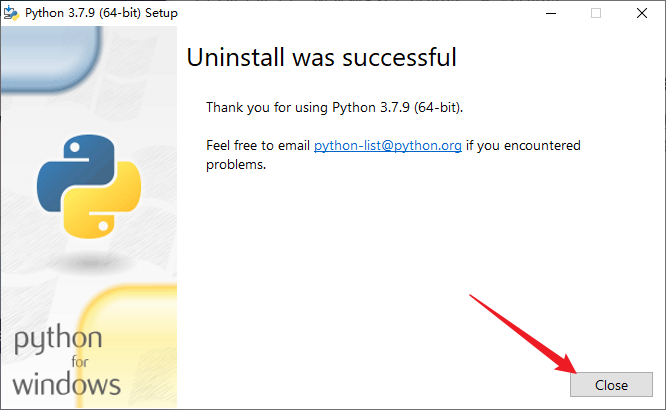 Python 3.7.9 (64-bit) Setup
Uninstall was successful
Thank you for using Python 3.7.9 (64-bit).
Feel free to email python-list@python.org if you encountered
problems.
python
for
windows
Close